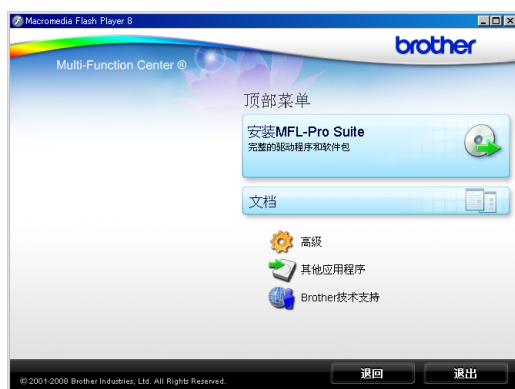 Macromedia Flash Player 8
brother
Multi-Function Center ®
顶部菜单
安装MFL-Pro Suite
完整的驱动程序和软件包
文档
高级
其他应用程序
Brother技术支持
© 2001-2008 Brother Industries, Ltd. All Rights Reserved.
退回
退出